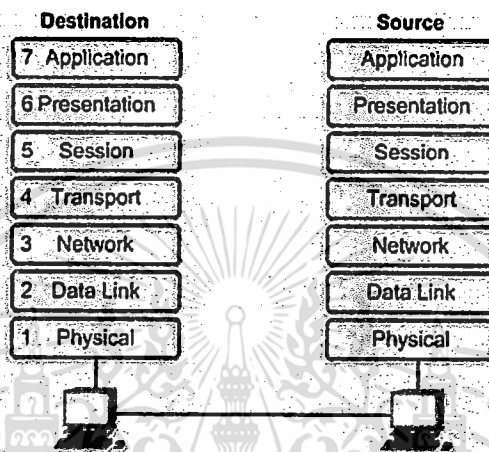 Destination
7 Application
6 Presentation
5 Session
4 Transport
3 Network
2 Data Link
1 Physical
Source
Application
Presentation
Session
Transport
Network
Data Link
Physical